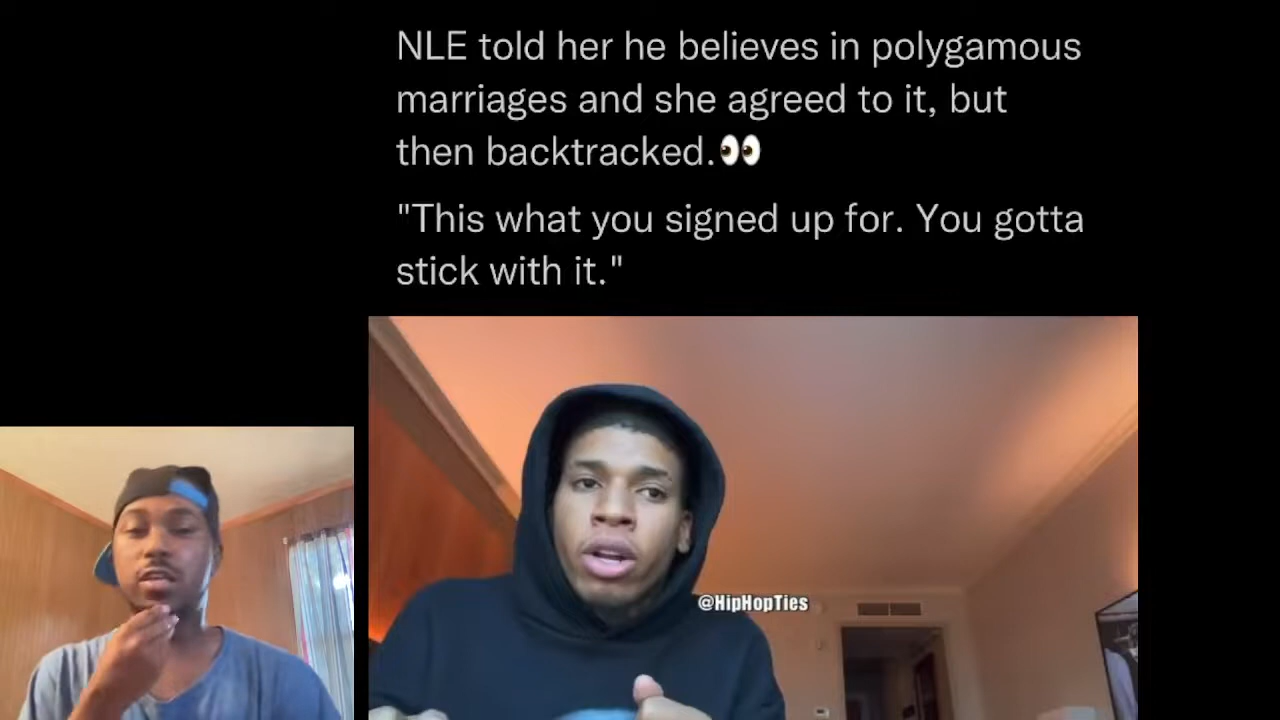 NLE told her he believes in polygamous
marriages and she agreed to it, but
then backtracked.👀
"This what you signed up for. You gotta
stick with it."
@HipHopTies